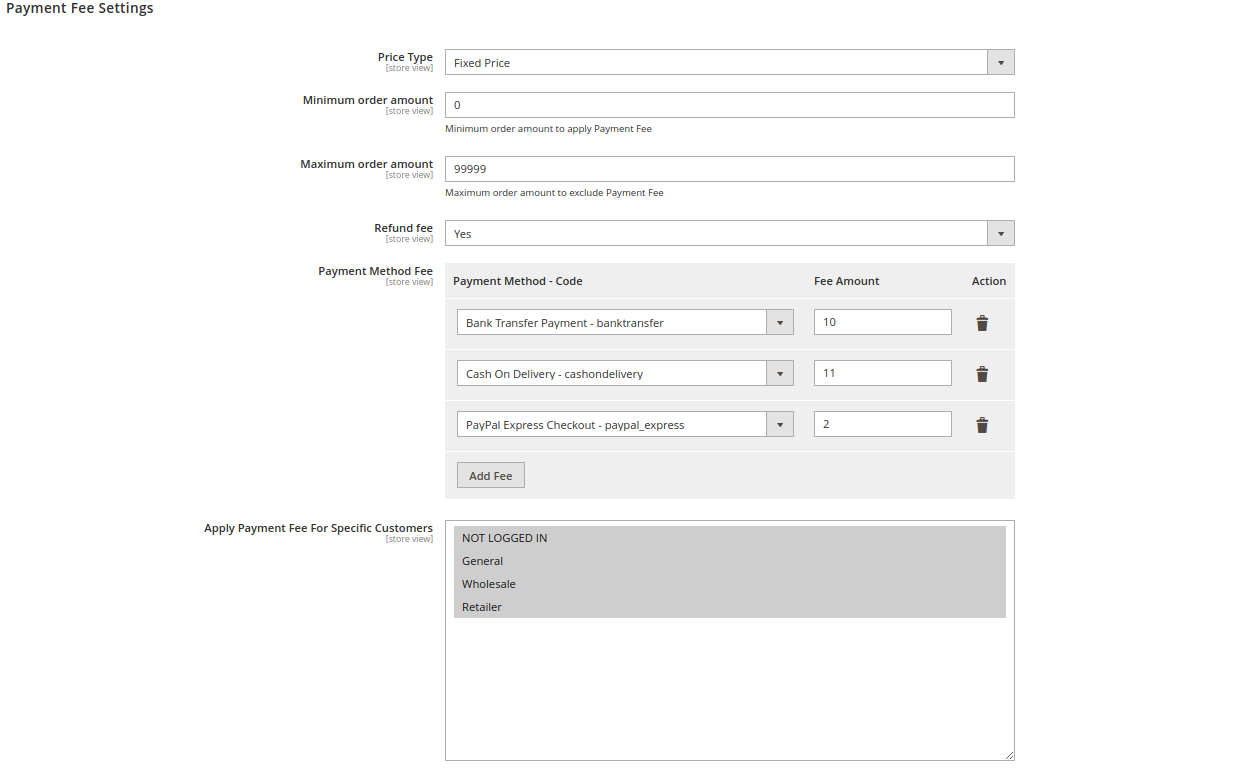 Payment Fee Settings
Price Type
[store view]
Fixed Price
Minimum order amount
[store view]
0
Minimum order amount to apply Payment Fee
Maximum order amount
[store view]
99999
Maximum order amount to exclude Payment Fee
Refund fee
[store view]
Yes
Payment Method Fee
[store view]
Payment Method - Code Fee Amount Action
Bank Transfer Payment - banktransfer 10
Cash On Delivery - cashondelivery 11
PayPal Express Checkout - paypal_express 2
Add Fee
Apply Payment Fee For Specific Customers
[store view]
NOT LOGGED IN
General
Wholesale
Retailer